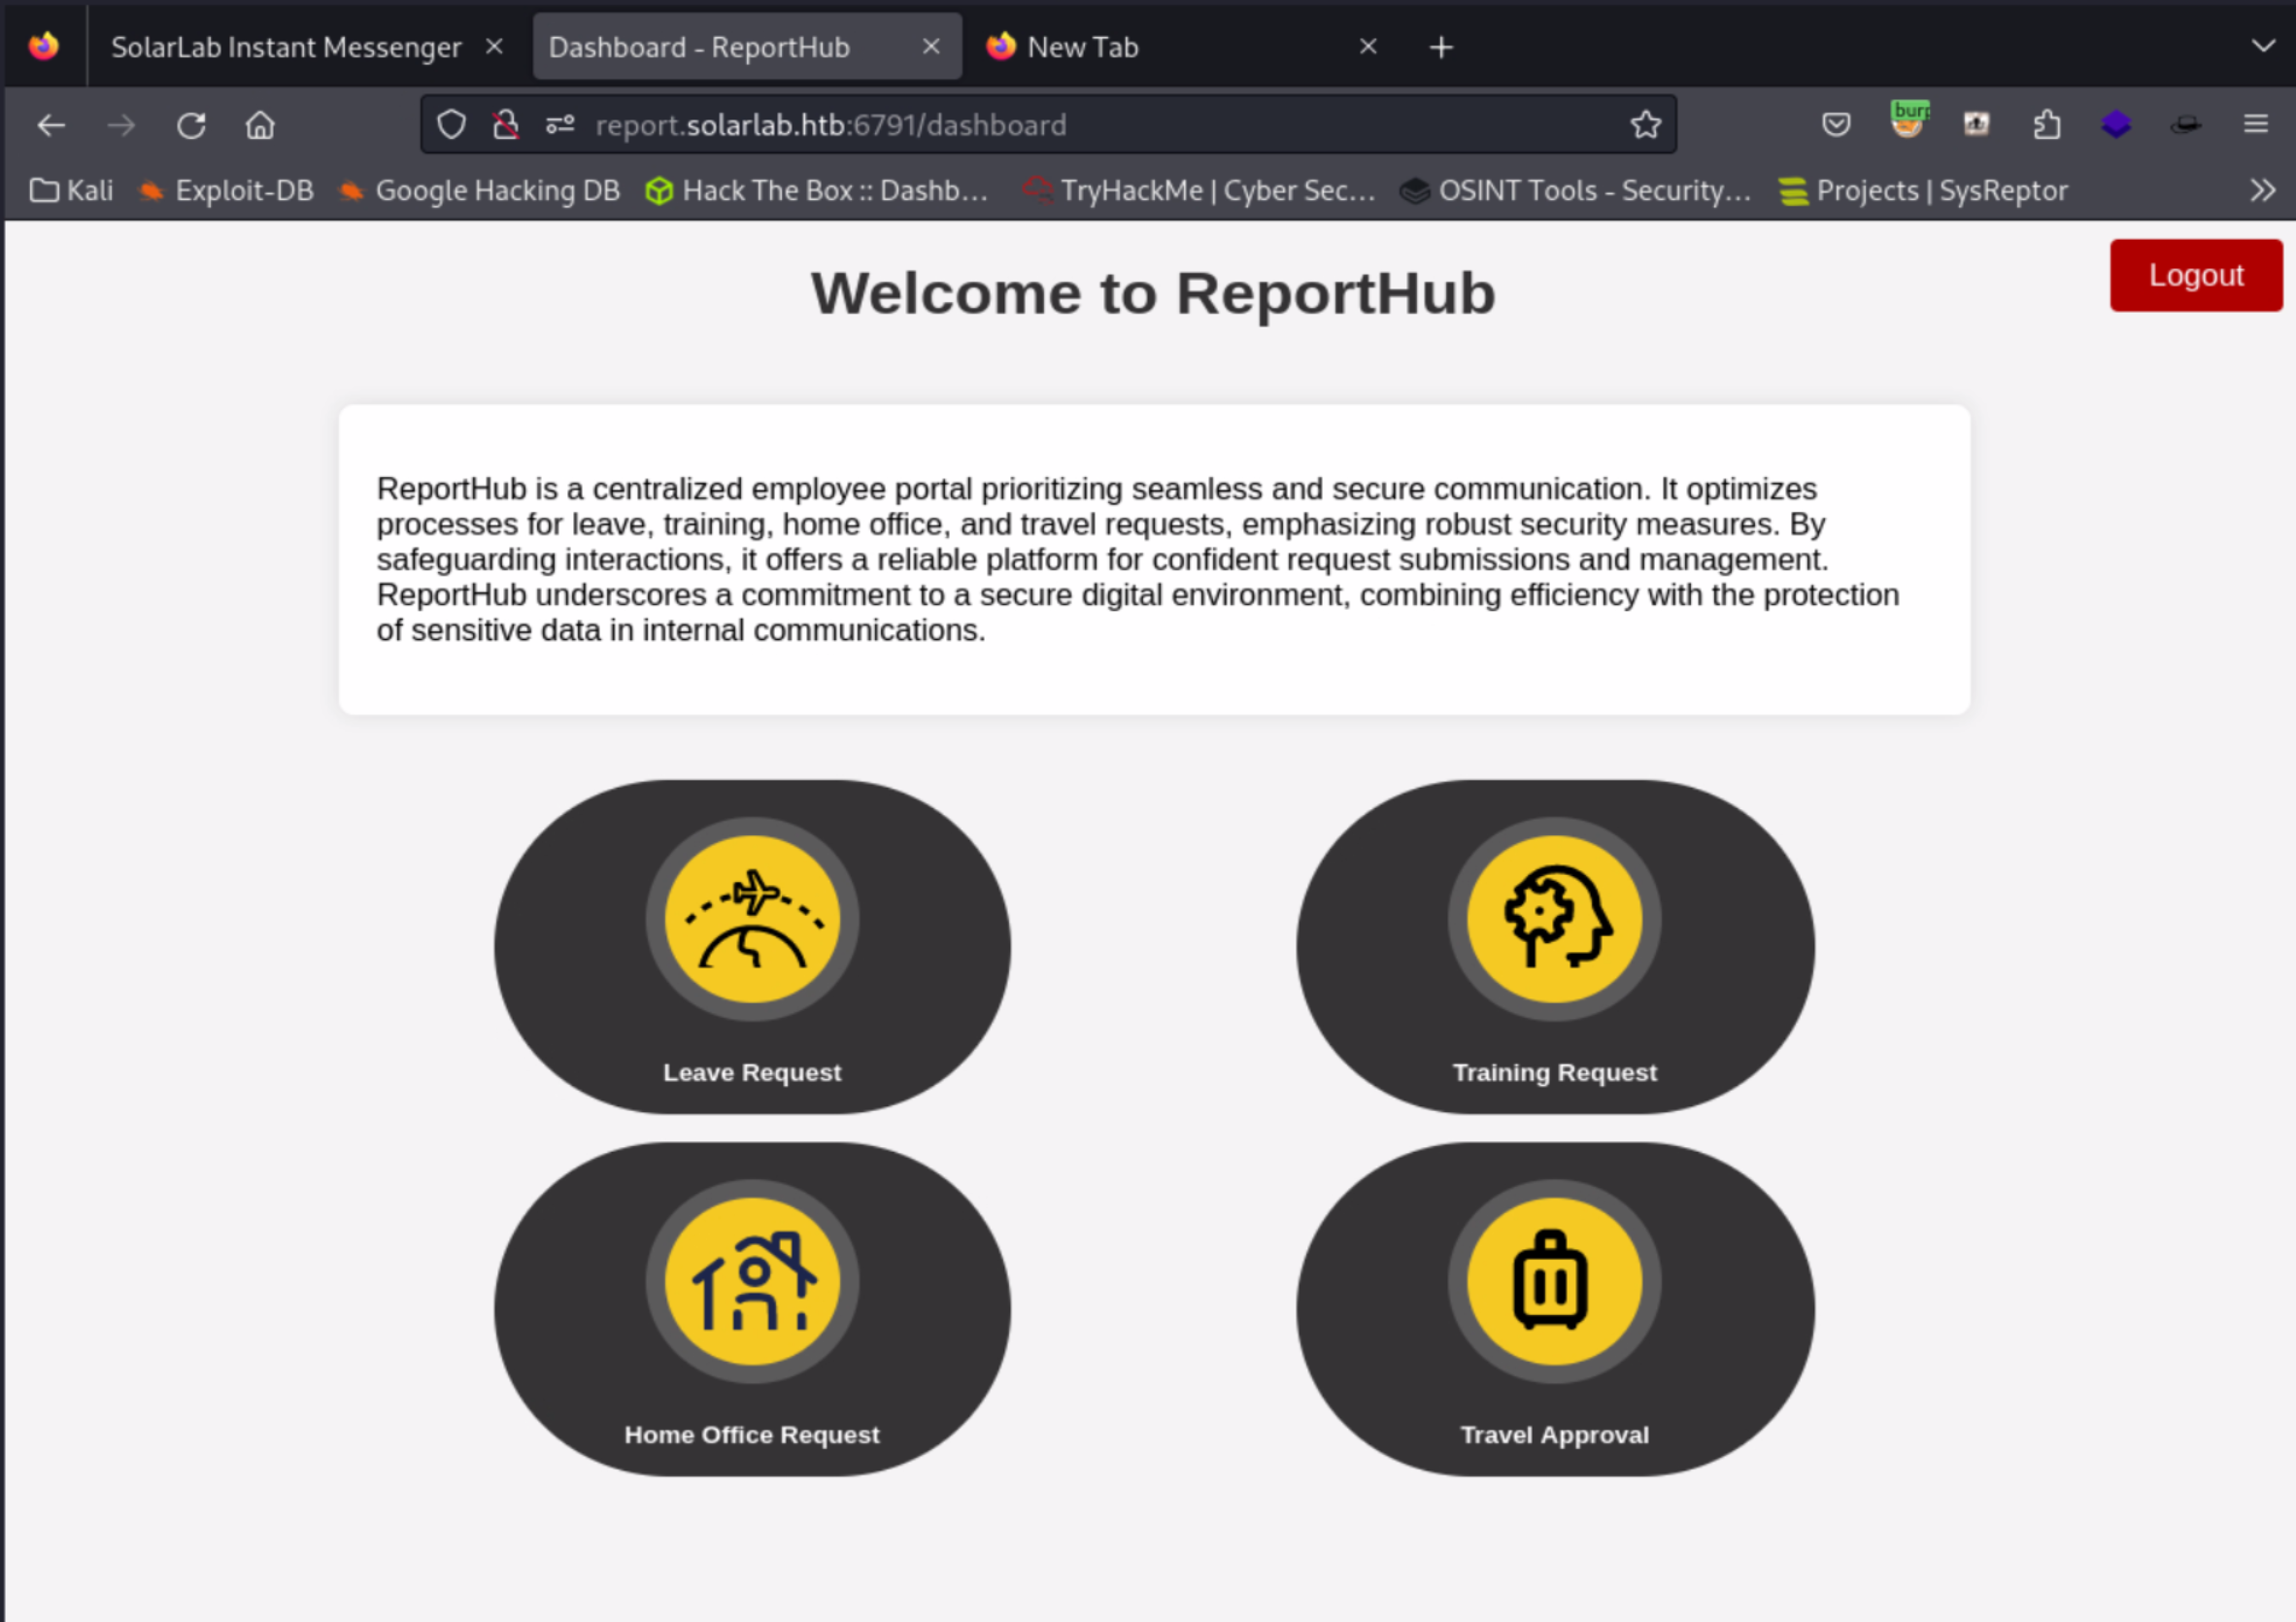 SolarLab Instant Messenger
Dashboard - ReportHub
New Tab
report.solarlab.htb:6791/dashboard
burp
Kali
Exploit-DB
Google Hacking DB
Hack The Box :: Dashb...
TryHackMe | Cyber Sec...
OSINT Tools - Security...
Projects | SysReptor
Welcome to ReportHub
Logout
ReportHub is a centralized employee portal prioritizing seamless and secure communication. It optimizes
processes for leave, training, home office, and travel requests, emphasizing robust security measures. By
safeguarding interactions, it offers a reliable platform for confident request submissions and management.
ReportHub underscores a commitment to a secure digital environment, combining efficiency with the protection
of sensitive data in internal communications.
Leave Request
Training Request
Home Office Request
Travel Approval